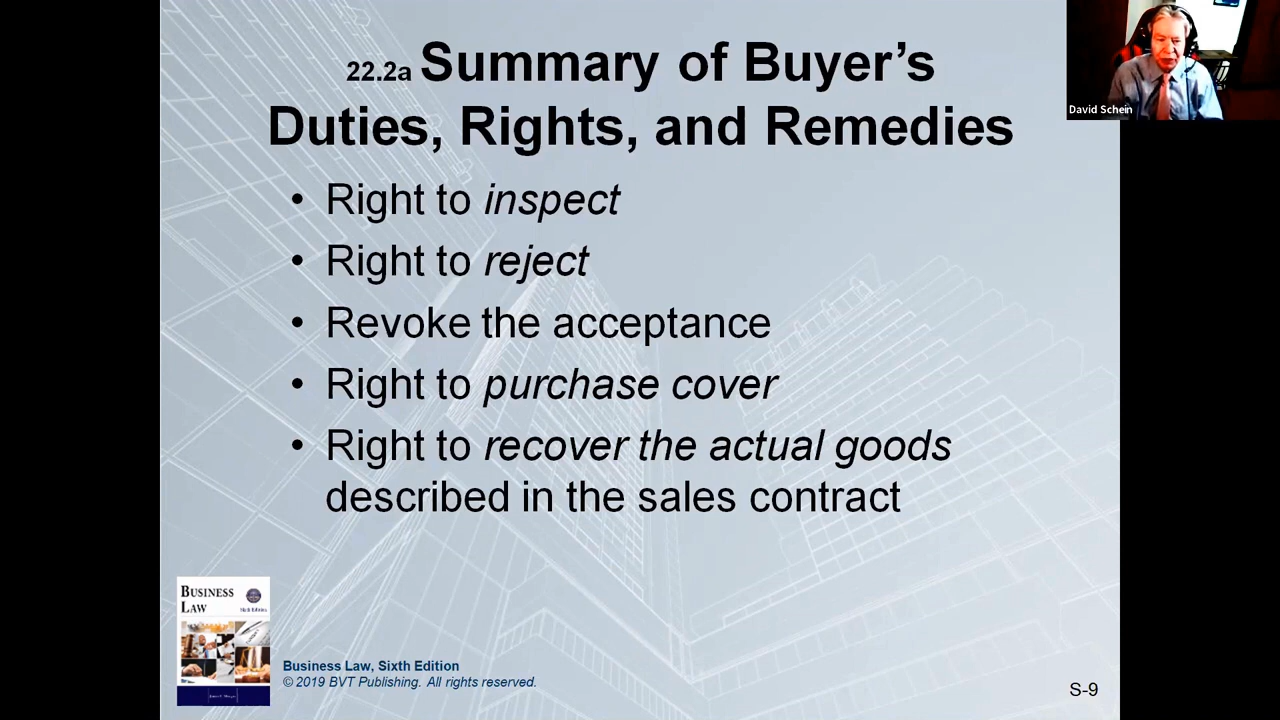 22.2a Summary of Buyer’s
Duties, Rights, and Remedies
• Right to inspect
• Right to reject
• Revoke the acceptance
• Right to purchase cover
• Right to recover the actual goods
described in the sales contract
David Schein
BUSINESS
LAW
Sixth Edition
Business Law, Sixth Edition
© 2019 BVT Publishing. All rights reserved.
S-9